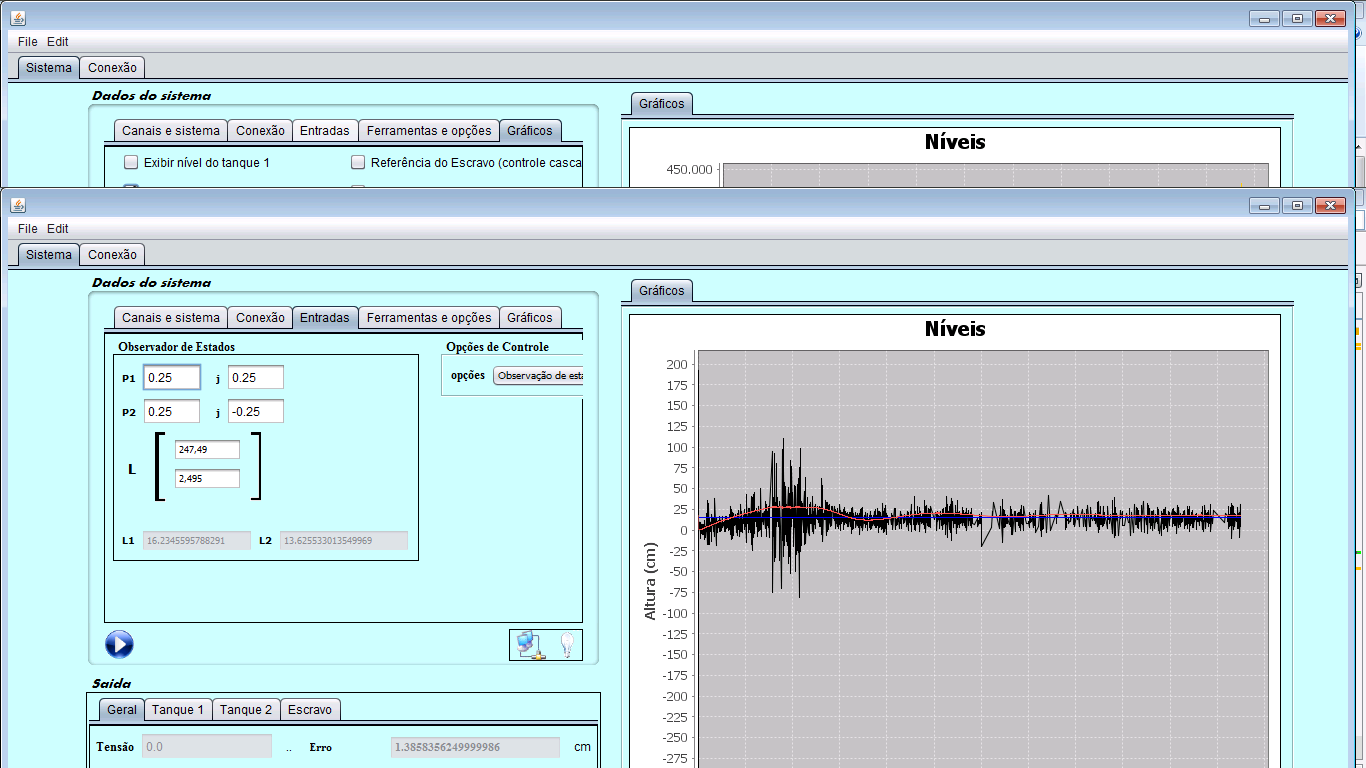 File Edit
Sistema Conexão
Dados do sistema
Canais e sistema Conexão Entradas Ferramentas e opções Gráficos
Exibir nível do tanque 1 Referência do Escravo (controle casca
Gráficos
Níveis
450.000
File Edit
Sistema Conexão
Dados do sistema
Canais e sistema Conexão Entradas Ferramentas e opções Gráficos
Observador de Estados
P1 0.25 j 0.25
P2 0.25 j -0.25
L
247,49
2,495
L1 16.2345595788291 L2 13.625533013549969
Opções de Controle
opções Observação de esta
Saída
Geral Tanque 1 Tanque 2 Escravo
Tensão 0.0 .. Erro 1.3858356249999986 cm
Gráficos
Níveis
Altura (cm)
200
175
150
125
100
75
50
25
0
-25
-50
-75
-100
-125
-150
-175
-200
-225
-250
-275